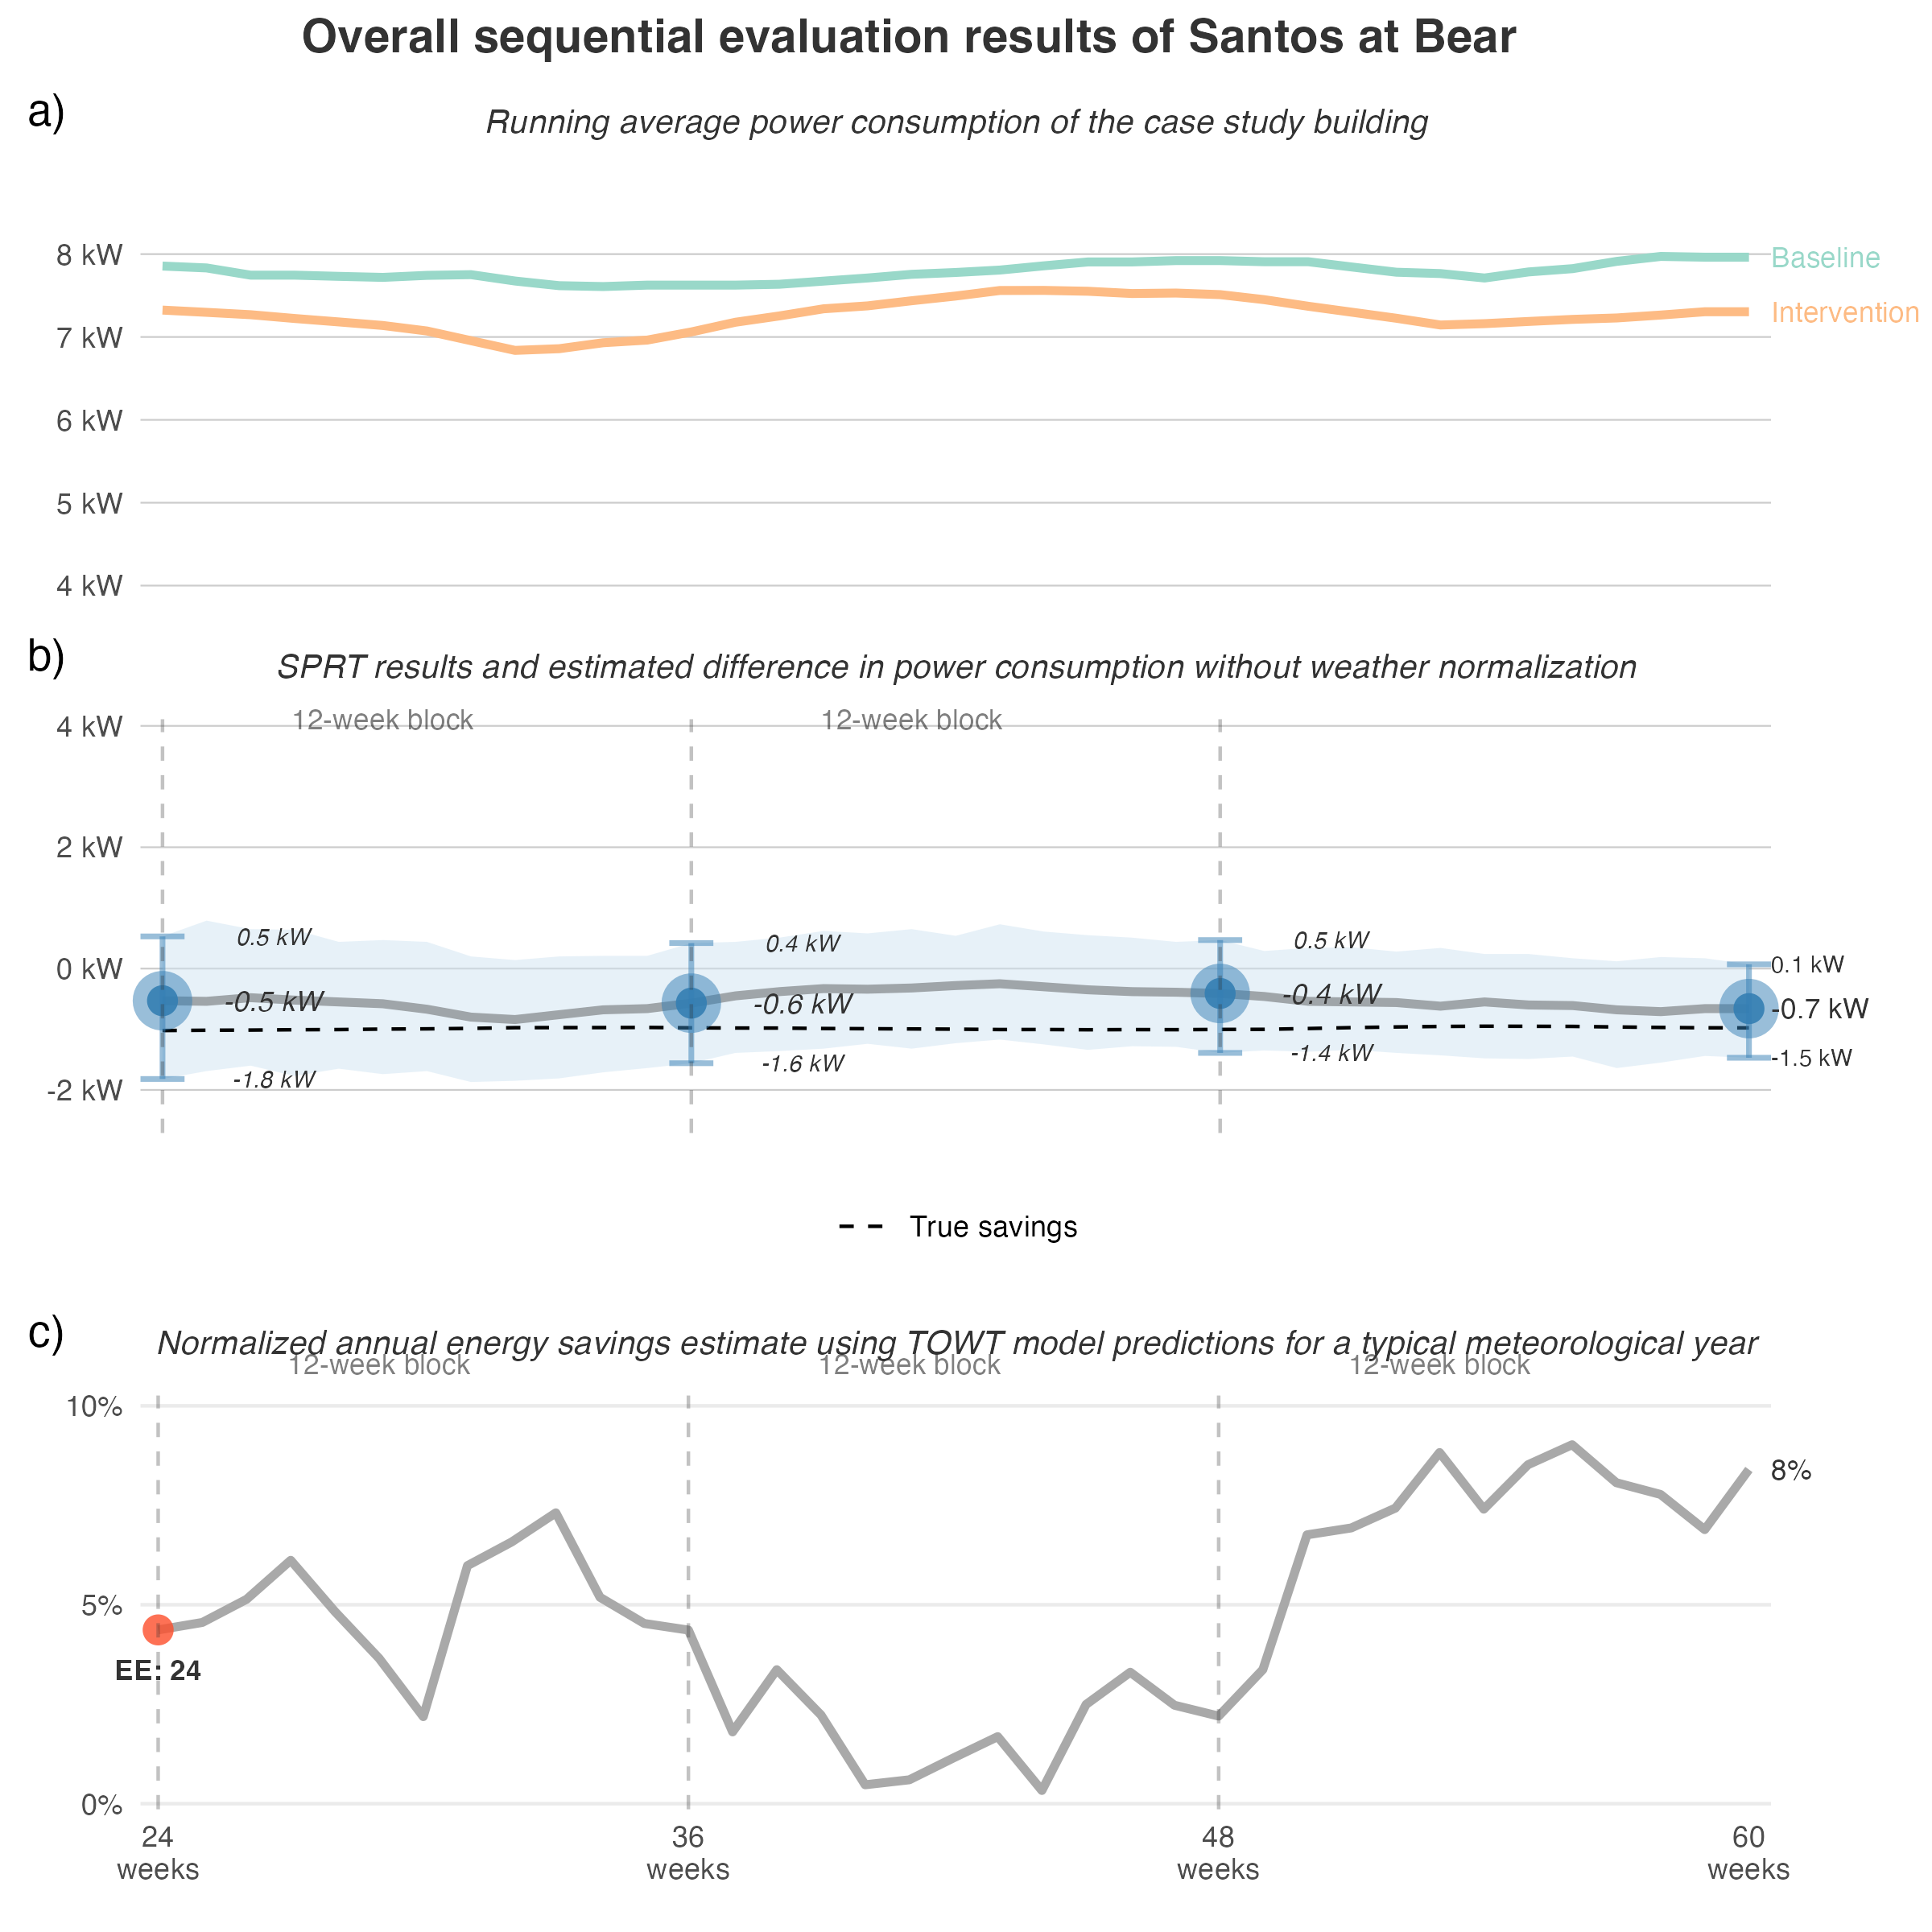 Overall sequential evaluation results of Santos at Bear
a)
Running average power consumption of the case study building
8 kW
7 kW
6 kW
5 kW
4 kW
Baseline
Intervention
b)
SPRT results and estimated difference in power consumption without weather normalization
12-week block
12-week block
4 kW
2 kW
0 kW
-2 kW
0.5 kW
-0.5 kW
-1.8 kW
0.4 kW
-0.6 kW
-1.6 kW
0.5 kW
-0.4 kW
-1.4 kW
0.1 kW
-0.7 kW
-1.5 kW
True savings
c)
Normalized annual energy savings estimate using TOWT model predictions for a typical meteorological year
12-week block
12-week block
12-week block
10%
5%
0%
8%
EE: 24
24
weeks
36
weeks
48
weeks
60
weeks